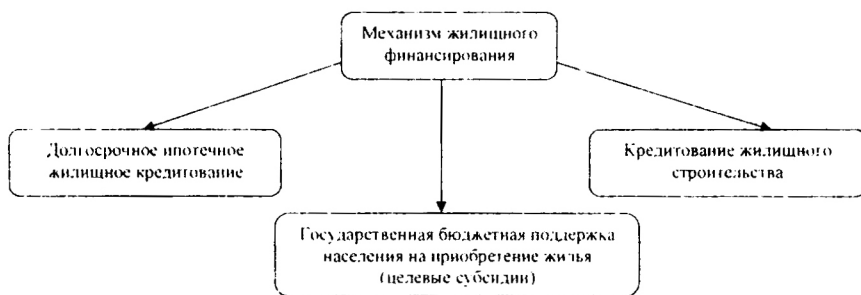 Механизм жилищного
финансирования
Долгосрочное ипотечное
жилищное кредитование
Кредитование жилищного
строительства
Государственная бюджетная поддержка
населения на приобретение жилья
(целевые субсидии)